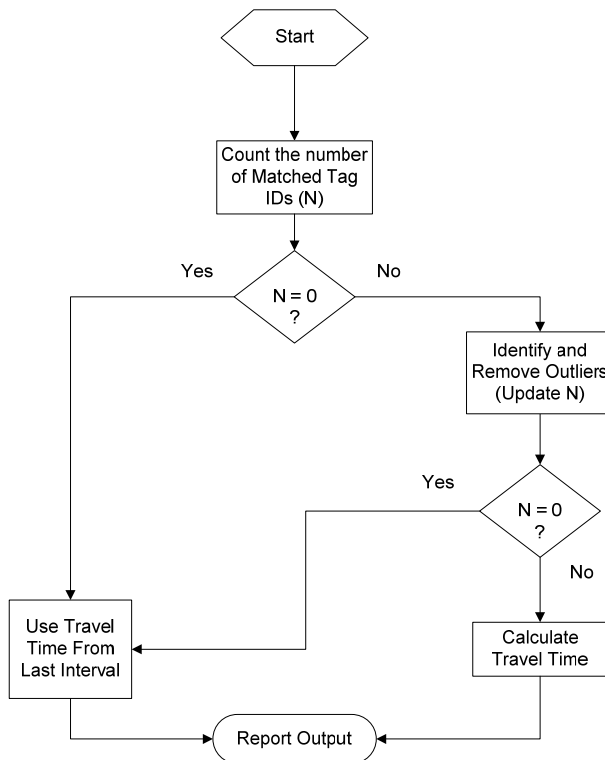 Start
Count the number
of Matched Tag
IDs (N)
Yes
No
N = 0
?
Identify and
Remove Outliers
(Update N)
Yes
N = 0
?
No
Use Travel
Time From
Last Interval
Calculate
Travel Time
Report Output